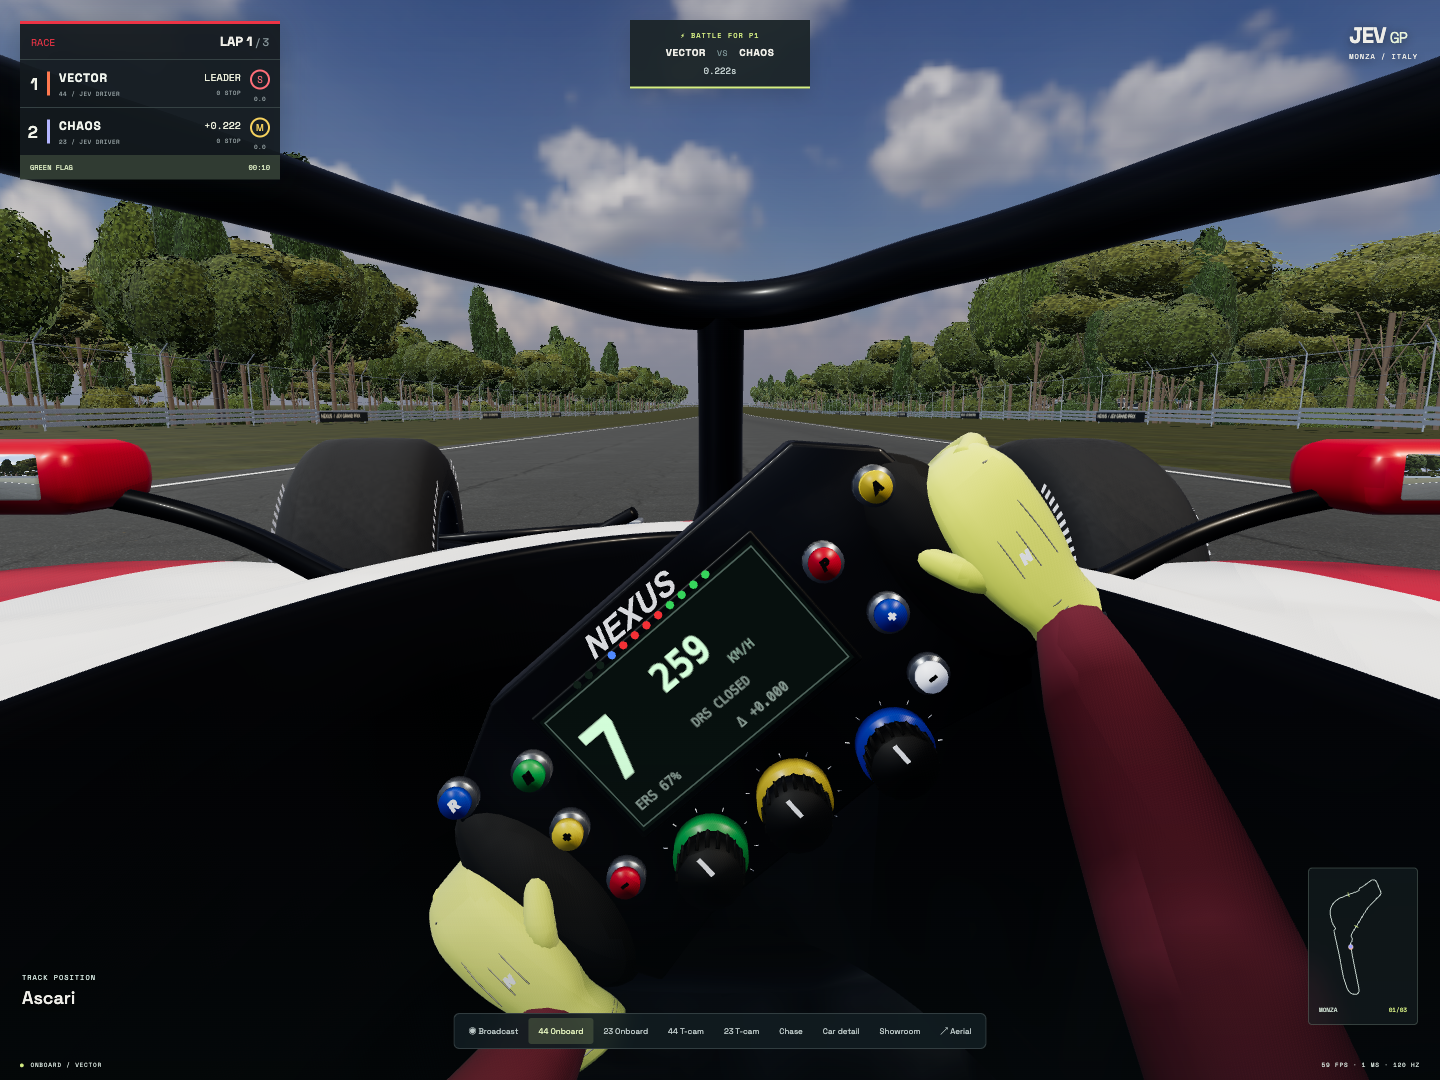 RACE
LAP 1 / 3
1 VECTOR LEADER S
44 / JEV DRIVER 0 STOP 0.0
2 CHAOS +0.222 M
23 / JEV DRIVER 0 STOP 0.0
GREEN FLAG 00:10
⚡ BATTLE FOR P1
VECTOR VS CHAOS
0.222s
JEV GP
MONZA / ITALY
NEXUS / JEV GRAND PRIX
NEXUS
259 KM/H
7
DRS CLOSED
Δ +0.000
ERS 67%
A
P
R
N
N
TRACK POSITION
Ascari
ONBOARD / VECTOR
Broadcast 44 Onboard 23 Onboard 44 T-cam 23 T-cam Chase Car detail Showroom Aerial
MONZA 01/03
59 FPS · 1 MS · 120 HZ